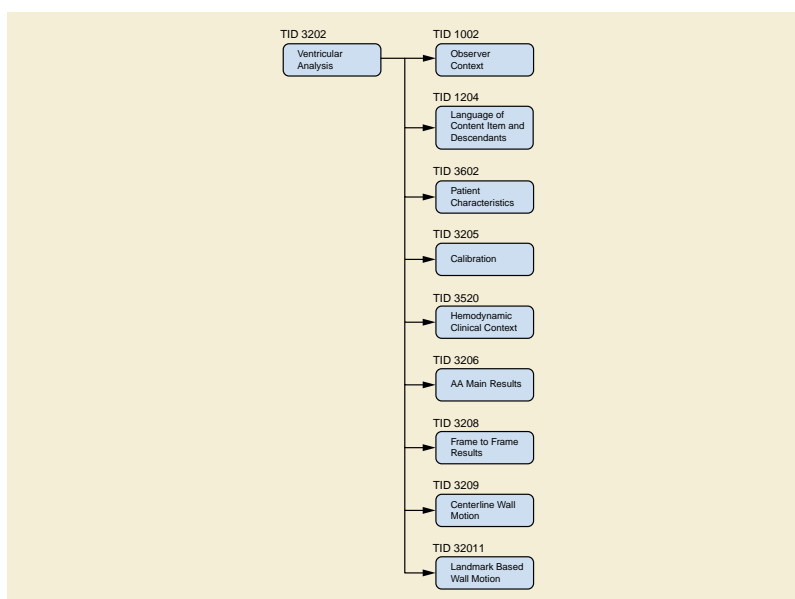 TID 3202
Ventricular
Analysis
TID 1002
Observer
Context
TID 1204
Language of
Content Item and
Descendants
TID 3602
Patient
Characteristics
TID 3205
Calibration
TID 3520
Hemodynamic
Clinical Context
TID 3206
AA Main Results
TID 3208
Frame to Frame
Results
TID 3209
Centerline Wall
Motion
TID 32011
Landmark Based
Wall Motion